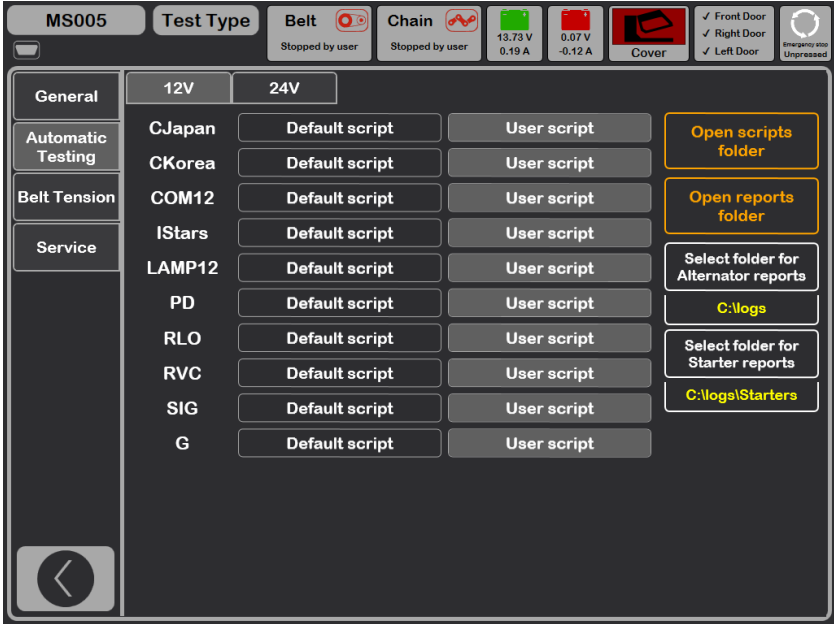 MS005
Test Type
Belt
Stopped by user
Chain
Stopped by user
13.73 V
0.19 A
0.07 V
-0.12 A
Cover
✓ Front Door
✓ Right Door
✓ Left Door
Emergency stop
Unpressed
General
Automatic
Testing
Belt Tension
Service
12V
24V
CJapan Default script User script
CKorea Default script User script
COM12 Default script User script
IStars Default script User script
LAMP12 Default script User script
PD Default script User script
RLO Default script User script
RVC Default script User script
SIG Default script User script
G Default script User script
Open scripts
folder
Open reports
folder
Select folder for
Alternator reports
C:\logs
Select folder for
Starter reports
C:\logs\Starters